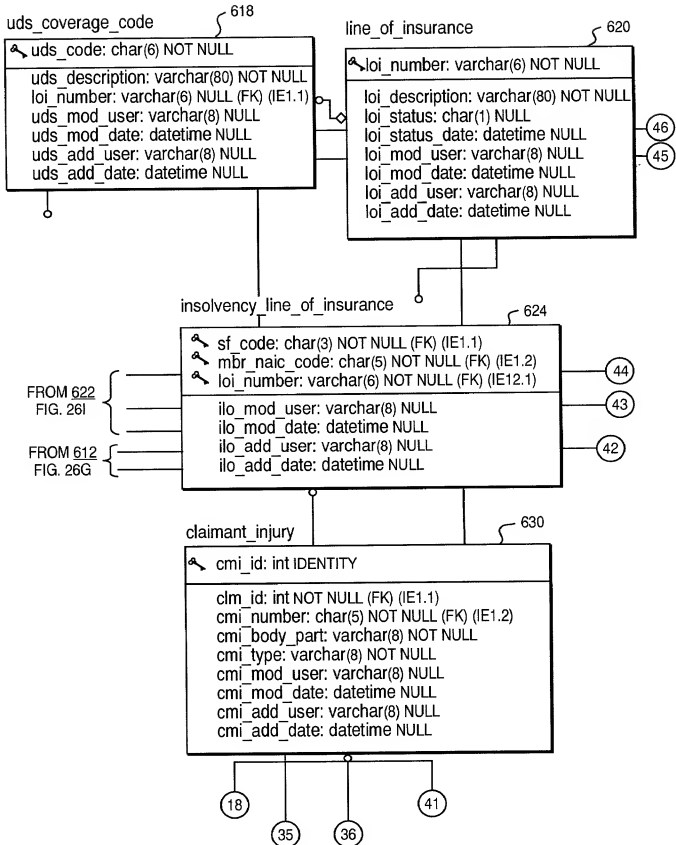 uds_coverage_code
618
uds_code: char(6) NOT NULL
uds_description: varchar(80) NOT NULL
loi_number: varchar(6) NULL (FK) (IE1.1)
uds_mod_user: varchar(8) NULL
uds_mod_date: datetime NULL
uds_add_user: varchar(8) NULL
uds_add_date: datetime NULL
line_of_insurance
620
loi_number: varchar(6) NOT NULL
loi_description: varchar(80) NOT NULL
loi_status: char(1) NULL
loi_status_date: datetime NULL
loi_mod_user: varchar(8) NULL
loi_mod_date: datetime NULL
loi_add_user: varchar(8) NULL
loi_add_date: datetime NULL
46
45
insolvency_line_of_insurance
624
sf_code: char(3) NOT NULL (FK) (IE1.1)
mbr_naic_code: char(5) NOT NULL (FK) (IE1.2)
loi_number: varchar(6) NOT NULL (FK) (IE12.1)
ilo_mod_user: varchar(8) NULL
ilo_mod_date: datetime NULL
ilo_add_user: varchar(8) NULL
ilo_add_date: datetime NULL
FROM 622
FIG. 26I
FROM 612
FIG. 26G
44
43
42
claimant_injury
630
cmi_id: int IDENTITY
clm_id: int NOT NULL (FK) (IE1.1)
cmi_number: char(5) NOT NULL (FK) (IE1.2)
cmi_body_part: varchar(8) NOT NULL
cmi_type: varchar(8) NOT NULL
cmi_mod_user: varchar(8) NULL
cmi_mod_date: datetime NULL
cmi_add_user: varchar(8) NULL
cmi_add_date: datetime NULL
18
35
36
41